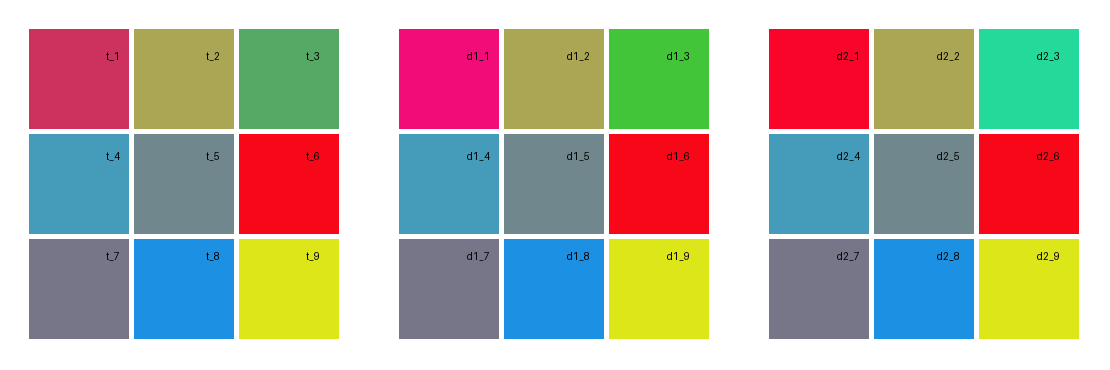 t_1 t_2 t_3 d1_1 d1_2 d1_3 d2_1 d2_2 d2_3
t_4 t_5 t_6 d1_4 d1_5 d1_6 d2_4 d2_5 d2_6
t_7 t_8 t_9 d1_7 d1_8 d1_9 d2_7 d2_8 d2_9